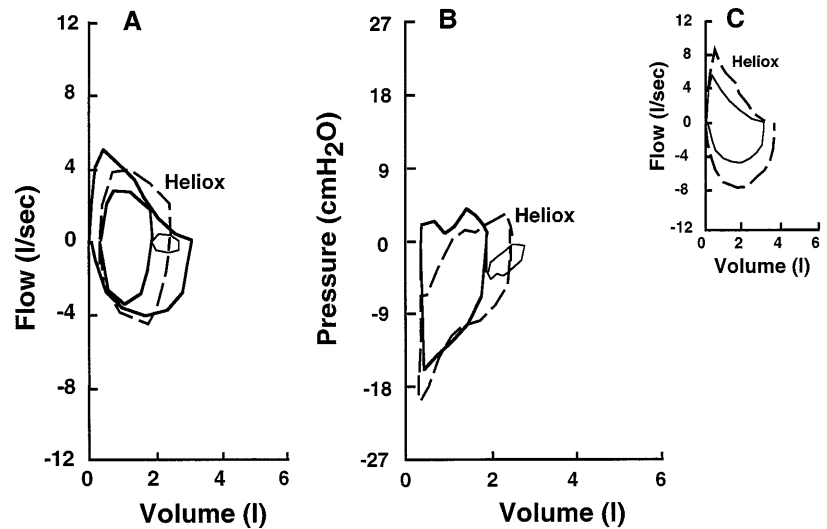 A
12
8
4
0
-4
-8
-12
0
2
4
6
Flow (l/sec)
Volume (l)
Heliox
B
27
18
9
0
-9
-18
-27
0
2
4
6
Pressure (cmH2O)
Volume (l)
Heliox
C
12
8
4
0
-4
-8
-12
0
2
4
6
Flow (l/sec)
Volume (l)
Heliox